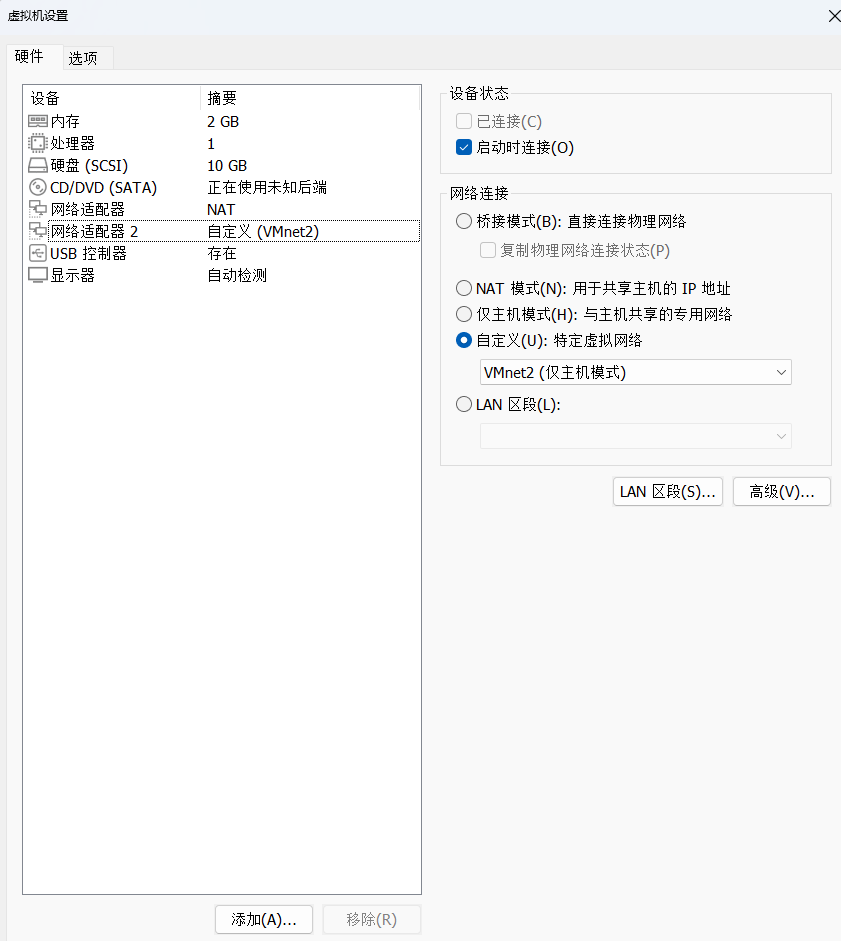 虚拟机设置
硬件 选项
设备 摘要
内存 2 GB
处理器 1
硬盘 (SCSI) 10 GB
CD/DVD (SATA) 正在使用未知后端
网络适配器 NAT
网络适配器 2 自定义 (VMnet2)
USB 控制器 存在
显示器 自动检测
添加(A)... 移除(R)
设备状态
已连接(C)
启动时连接(O)
网络连接
桥接模式(B): 直接连接物理网络
复制物理网络连接状态(P)
NAT 模式(N): 用于共享主机的 IP 地址
仅主机模式(H): 与主机共享的专用网络
自定义(U): 特定虚拟网络
VMnet2 (仅主机模式)
LAN 区段(L):
LAN 区段(S)... 高级(V)...